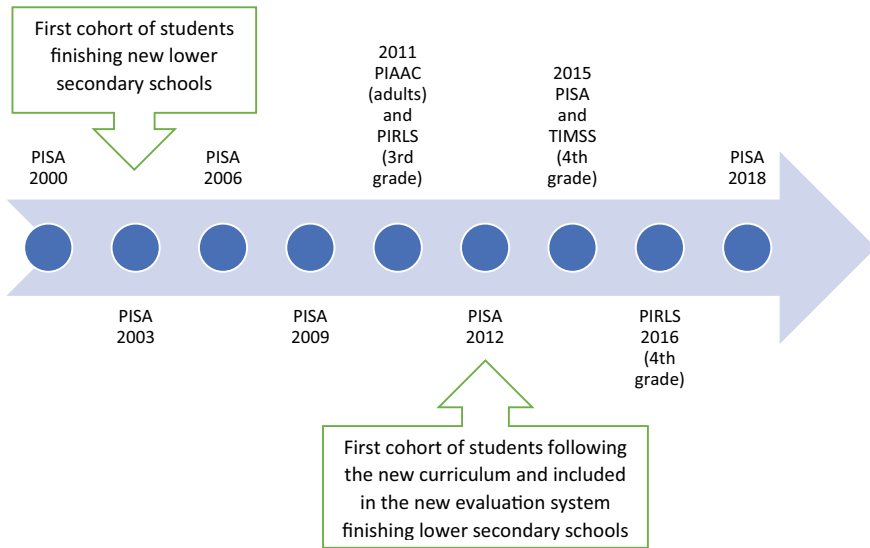 First cohort of students
finishing new lower
secondary schools
PISA
2000
PISA
2006
2011
PIAAC
(adults)
and
PIRLS
(3rd
grade)
2015
PISA
and
TIMSS
(4th
grade)
PISA
2018
PISA
2003
PISA
2009
PISA
2012
PIRLS
2016
(4th
grade)
First cohort of students following
the new curriculum and included
in the new evaluation system
finishing lower secondary schools